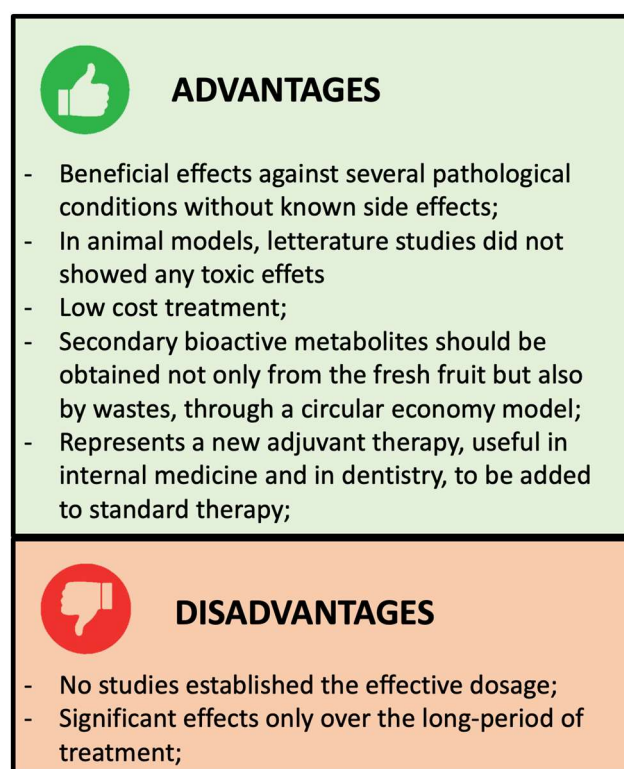 ADVANTAGES
- Beneficial effects against several pathological
conditions without known side effects;
- In animal models, letterature studies did not
showed any toxic effets
- Low cost treatment;
- Secondary bioactive metabolites should be
obtained not only from the fresh fruit but also
by wastes, through a circular economy model;
- Represents a new adjuvant therapy, useful in
internal medicine and in dentistry, to be added
to standard therapy;
DISADVANTAGES
- No studies established the effective dosage;
- Significant effects only over the long-period of
treatment;